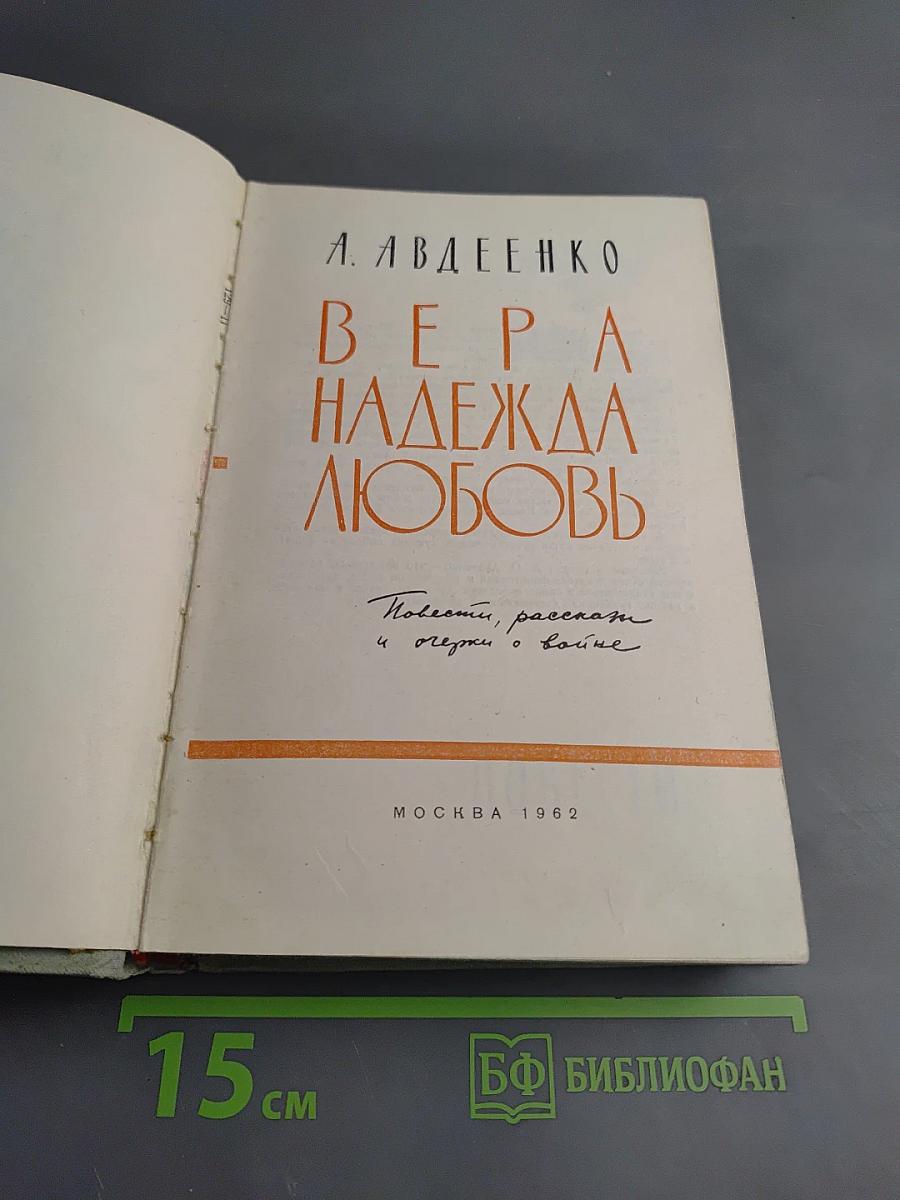 А. АВДЕЕНКО
ВЕРА
НАДЕЖДА
ЛЮБОВЬ
Повести, рассказы
и очерки о войне
МОСКВА 1962
15 см
БФ БИБЛИОФАН